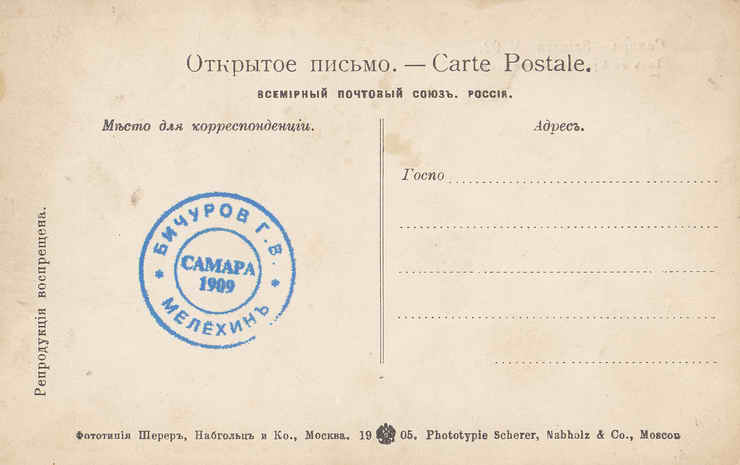 Открытое письмо. — Carte Postale.
ВСЕМІРНЫЙ ПОЧТОВЫЙ СОЮЗЪ. РОССІЯ.
Мѣсто для корреспонденціи.
Адресъ.
Госпо
Репродукція воспрещена.
БИЧУРОВ Г.В.
САМАРА
1909
МЕЛЁХИНЪ
Фототипія Шереръ, Набгольцъ и Ко., Москва. 19 05. Phototypie Scherer, Nabholz & Co., Moscou